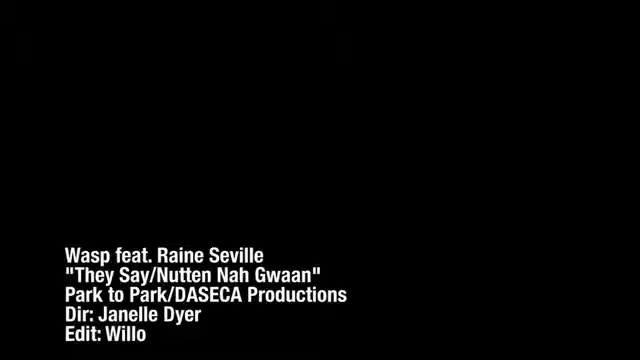 Wasp feat. Raine Seville
"They Say/Nutten Nah Gwaan"
Park to Park/DASECA Productions
Dir: Janelle Dyer
Edit: Willo